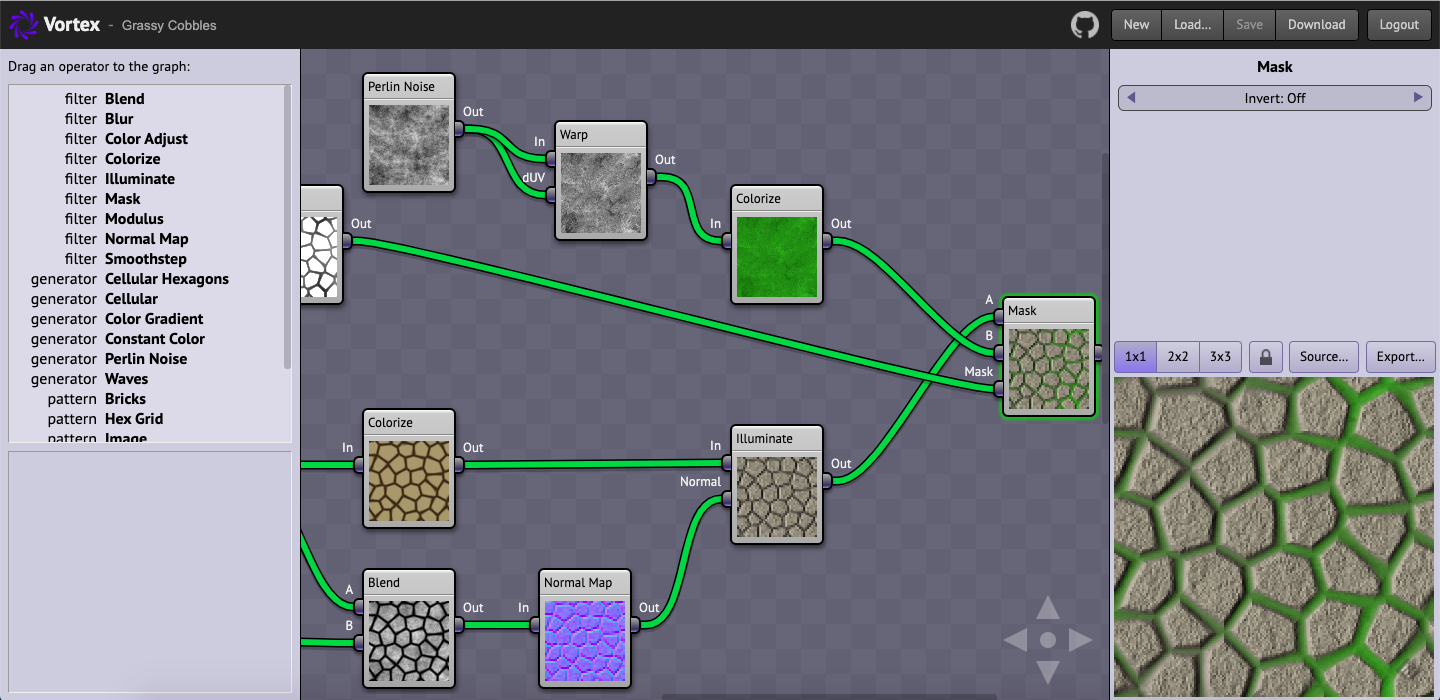 Vortex - Grassy Cobbles
New Load... Save Download Logout
Drag an operator to the graph:
filter Blend
filter Blur
filter Color Adjust
filter Colorize
filter Illuminate
filter Mask
filter Modulus
filter Normal Map
filter Smoothstep
generator Cellular Hexagons
generator Cellular
generator Color Gradient
generator Constant Color
generator Perlin Noise
generator Waves
pattern Bricks
pattern Hex Grid
pattern Image
Perlin Noise
Out
Warp
In
dUV
Out
Out
Colorize
In
Out
A
B
Mask
Mask
Colorize
In
Out
Illuminate
In
Normal
Out
Blend
A
B
Out
Normal Map
In
Out
Mask
Invert: Off
1x1 2x2 3x3 Source... Export...